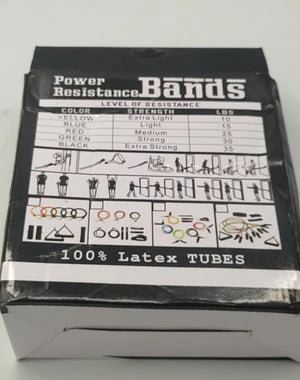 Power
Resistance Bands
LEVEL OF RESISTANCE
COLOR STRENGTH LBS
YELLOW Extra Light 10
BLUE Light 15
RED Medium 25
GREEN Strong 30
BLACK Extra Strong 35
100% Latex TUBES